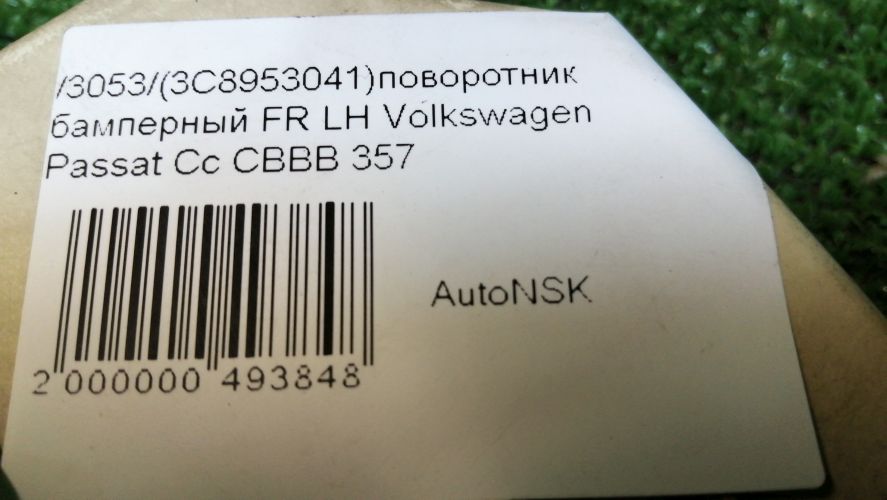 /3053/(3C8953041)поворотник
бамперный FR LH Volkswagen
Passat Cc CBBB 357
AutoNSK
2 000000 493848